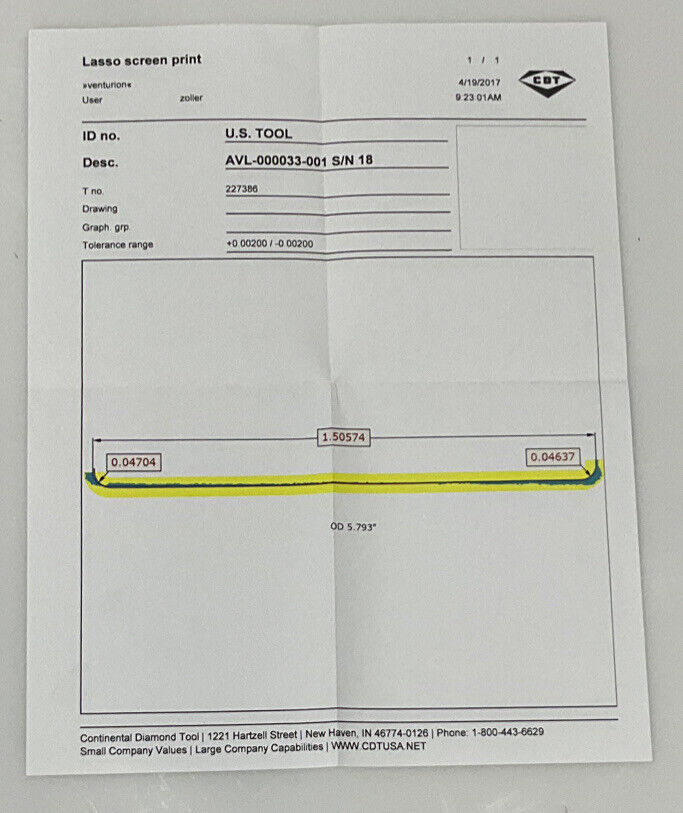 Lasso screen print
1 / 1
»venturion«
4/19/2017
CDT
User zoller
9:23:01AM
ID no. U.S. TOOL
Desc. AVL-000033-001 S/N 18
T no. 227386
Drawing
Graph. grp.
Tolerance range +0.00200 / -0.00200
1.50574
0.04704
0.04637
OD 5.793"
Continental Diamond Tool | 1221 Hartzell Street | New Haven, IN 46774-0126 | Phone: 1-800-443-6629
Small Company Values | Large Company Capabilities | WWW.CDTUSA.NET